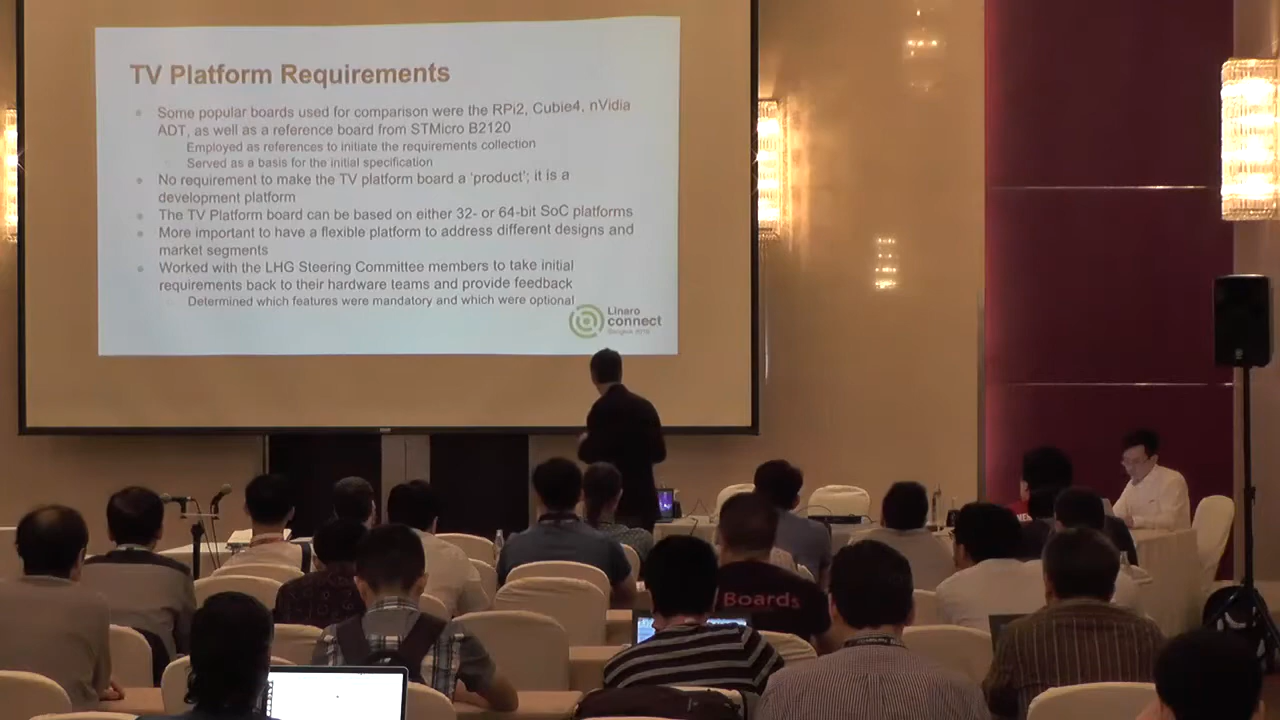 TV Platform Requirements
Some popular boards used for comparison were the RPi2, Cubie4, nVidia
ADT, as well as a reference board from STMicro B2120
Employed as references to initiate the requirements collection
Served as a basis for the initial specification
No requirement to make the TV platform board a 'product'; it is a
development platform
The TV Platform board can be based on either 32- or 64-bit SoC platforms
More important to have a flexible platform to address different designs and
market segments
Worked with the LHG Steering Committee members to take initial
requirements back to their hardware teams and provide feedback
Determined which features were mandatory and which were optional
Linaro
connect
Boards